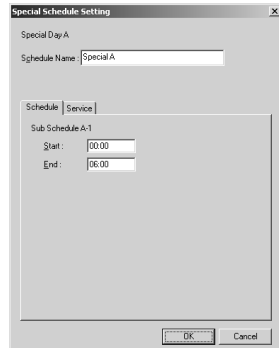 Special Schedule Setting
Special Day A
Schedule Name : Special A
Schedule Service
Sub Schedule A-1
Start : 00:00
End : 06:00
OK Cancel